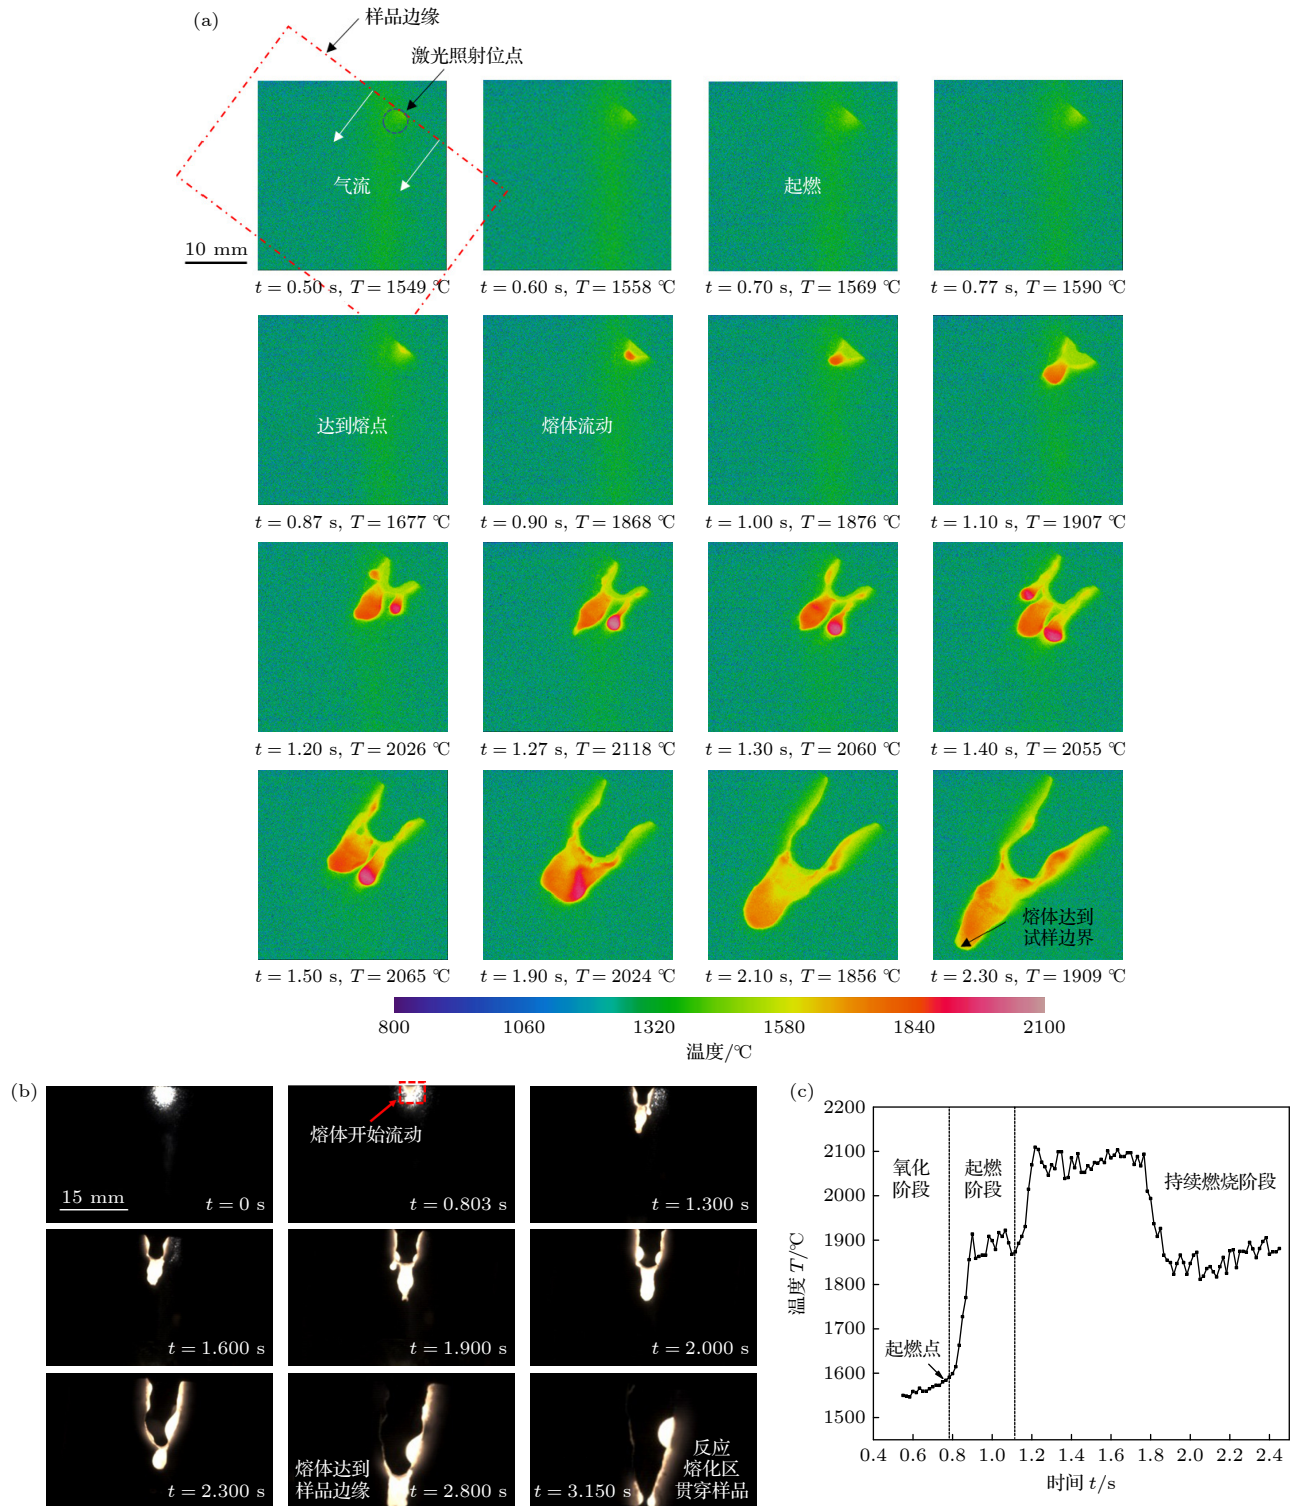 (a)
样品边缘
激光照射位点
气流
起燃
10 mm
t = 0.50 s, T = 1549 ℃
t = 0.60 s, T = 1558 ℃
t = 0.70 s, T = 1569 ℃
t = 0.77 s, T = 1590 ℃
达到熔点
熔体流动
t = 0.87 s, T = 1677 ℃
t = 0.90 s, T = 1868 ℃
t = 1.00 s, T = 1876 ℃
t = 1.10 s, T = 1907 ℃
t = 1.20 s, T = 2026 ℃
t = 1.27 s, T = 2118 ℃
t = 1.30 s, T = 2060 ℃
t = 1.40 s, T = 2055 ℃
熔体达到
试样边界
t = 1.50 s, T = 2065 ℃
t = 1.90 s, T = 2024 ℃
t = 2.10 s, T = 1856 ℃
t = 2.30 s, T = 1909 ℃
800 1060 1320 1580 1840 2100
温度/℃
(b)
熔体开始流动
15 mm
t = 0 s
t = 0.803 s
t = 1.300 s
t = 1.600 s
t = 1.900 s
t = 2.000 s
t = 2.300 s
熔体达到
样品边缘
t = 2.800 s
反应
熔化区
贯穿样品
t = 3.150 s
(c)
2200
2100
2000
1900
1800
1700
1600
1500
温度 T/℃
氧化
阶段
起燃
阶段
持续燃烧阶段
起燃点
0.4 0.6 0.8 1.0 1.2 1.4 1.6 1.8 2.0 2.2 2.4
时间 t/s